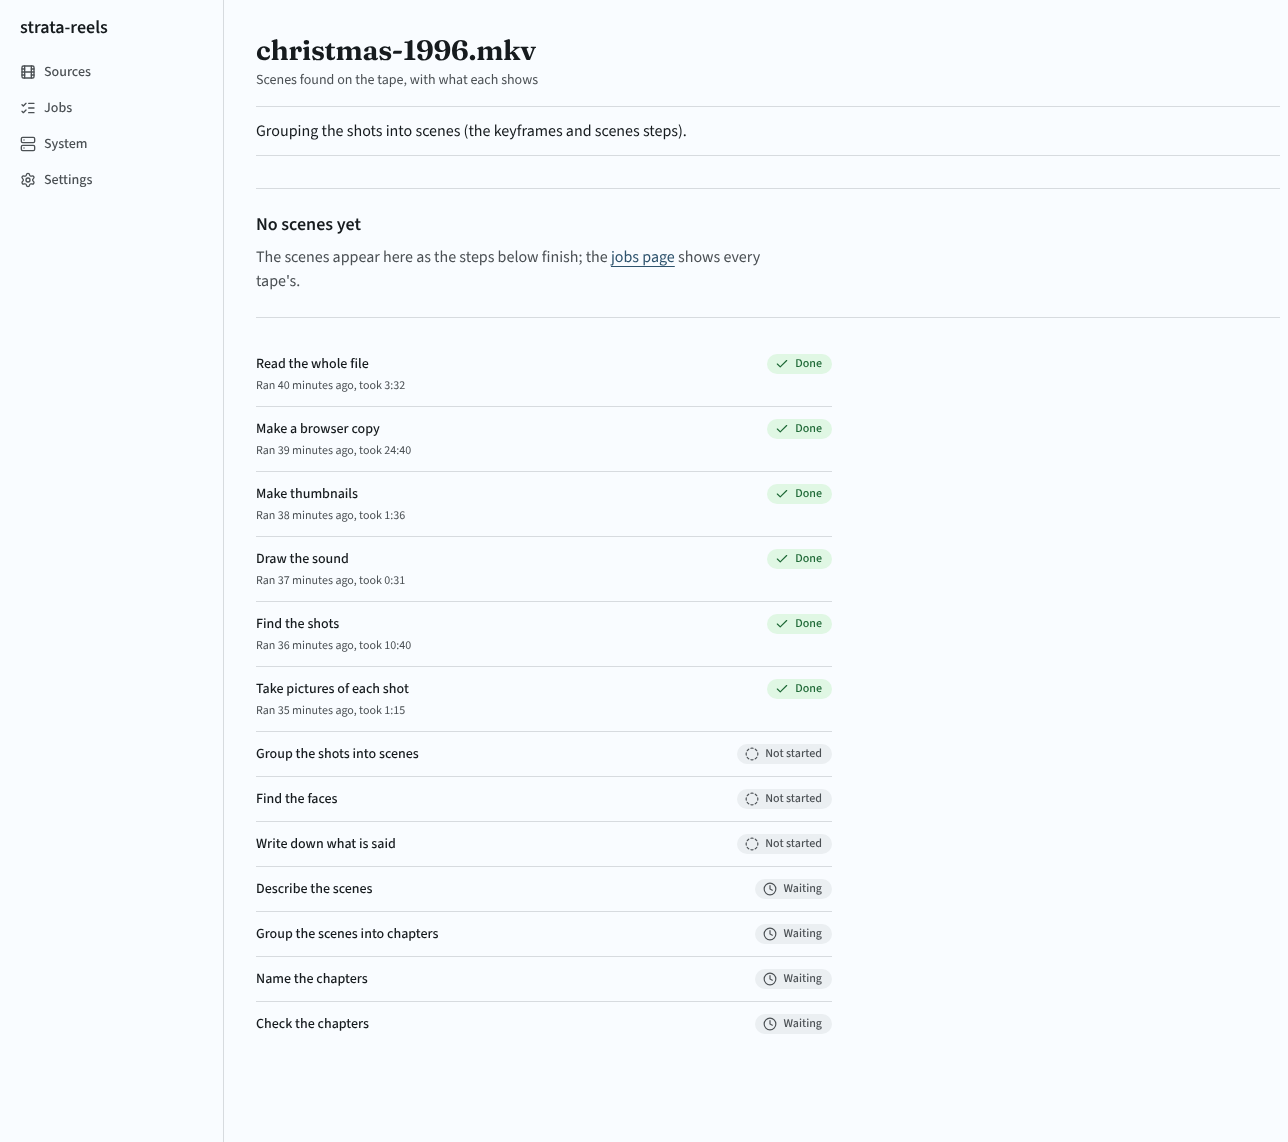 strata-reels
Sources
Jobs
System
Settings
christmas-1996.mkv
Scenes found on the tape, with what each shows
Grouping the shots into scenes (the keyframes and scenes steps).
No scenes yet
The scenes appear here as the steps below finish; the jobs page shows every
tape's.
Read the whole file
Done
Ran 40 minutes ago, took 3:32
Make a browser copy
Done
Ran 39 minutes ago, took 24:40
Make thumbnails
Done
Ran 38 minutes ago, took 1:36
Draw the sound
Done
Ran 37 minutes ago, took 0:31
Find the shots
Done
Ran 36 minutes ago, took 10:40
Take pictures of each shot
Done
Ran 35 minutes ago, took 1:15
Group the shots into scenes
Not started
Find the faces
Not started
Write down what is said
Not started
Describe the scenes
Waiting
Group the scenes into chapters
Waiting
Name the chapters
Waiting
Check the chapters
Waiting